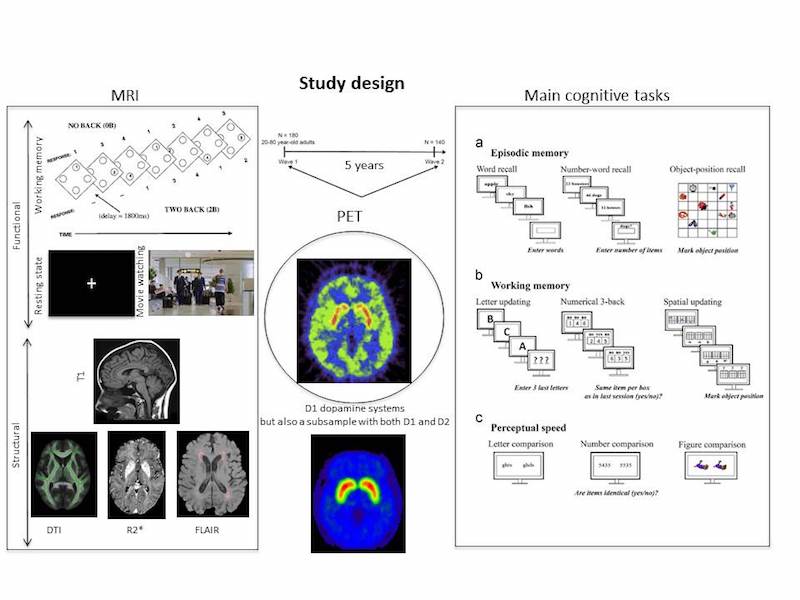 Study design
MRI
Main cognitive tasks
Functional
Working memory
NO BACK (0B)
RESPONSE:
TWO BACK (2B)
RESPONSE:
(delay = 1800ms)
TIME
Resting state
Movie watching
Structural
T1
DTI
R2*
FLAIR
N = 180
20-80 year-old adults
Wave 1
N = 140
Wave 2
5 years
PET
D1 dopamine systems
but also a subsample with both D1 and D2
a
Episodic memory
Word recall
Number-word recall
Object-position recall
apple
sky
fish
Enter words
Enter number of items
Mark object position
b
Working memory
Letter updating
Numerical 3-back
Spatial updating
B
C
A
? ? ?
Enter 3 last letters
Same item per box
as in last session (yes/no)?
Mark object position
c
Perceptual speed
Letter comparison
Number comparison
Figure comparison
5435 5535
Are items identical (yes/no)?